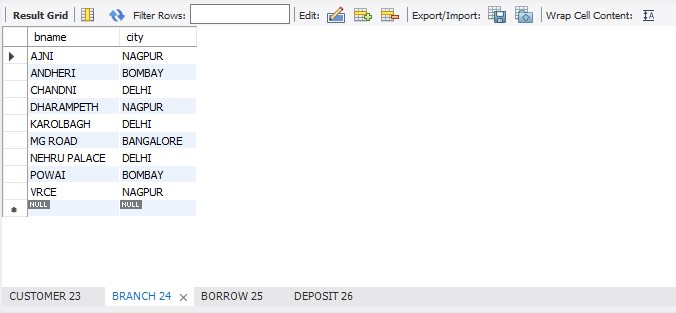 Result Grid Filter Rows: Edit: Export/Import: Wrap Cell Content: IA
bname city
AJNI NAGPUR
ANDHERI BOMBAY
CHANDNI DELHI
DHARAMPETH NAGPUR
KAROLBAGH DELHI
MG ROAD BANGALORE
NEHRU PALACE DELHI
POWAI BOMBAY
VRCE NAGPUR
NULL NULL
CUSTOMER 23 BRANCH 24 BORROW 25 DEPOSIT 26